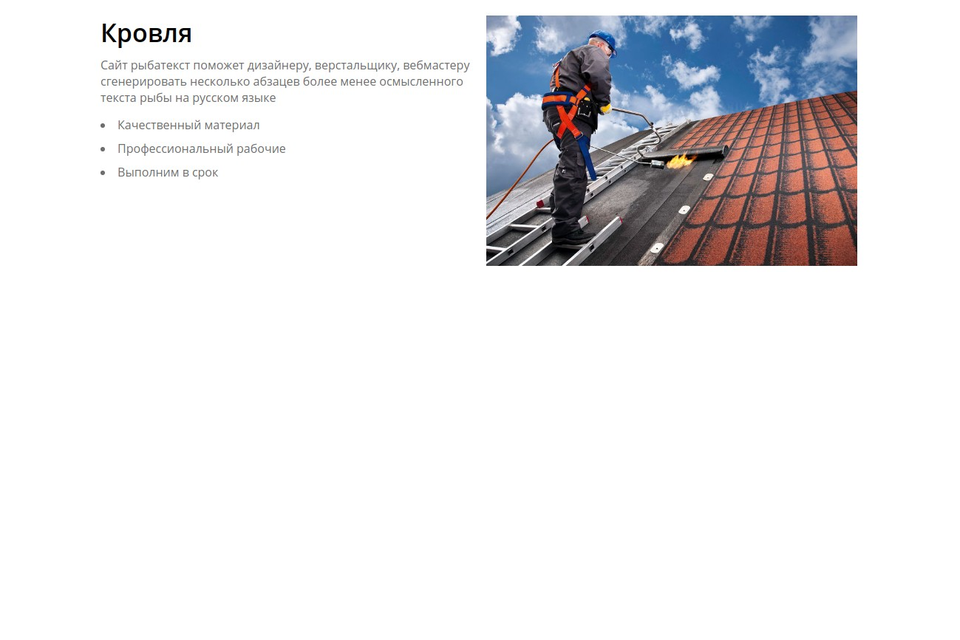 Кровля
Сайт рыбатекст поможет дизайнеру, верстальщику, вебмастеру
сгенерировать несколько абзацев более менее осмысленного
текста рыбы на русском языке
Качественный материал
Профессиональный рабочие
Выполним в срок